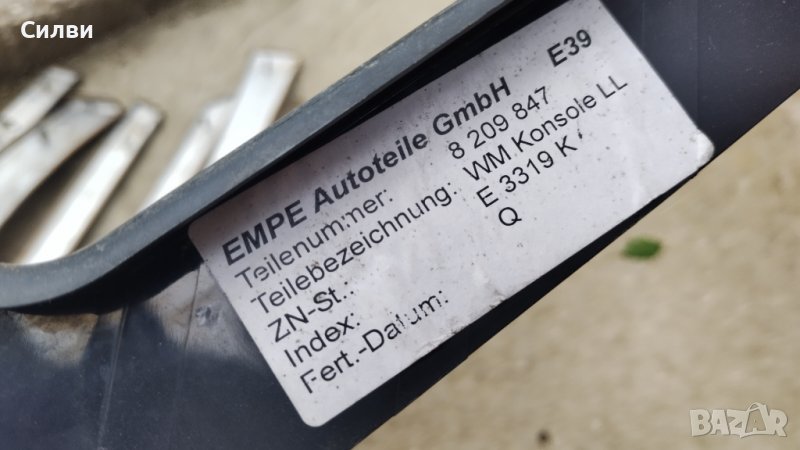 Силви
EMPE Autoteile GmbH E39
Teilenummer: 8 209 847
Teilebezeichnung: WM Konsole LL
ZN-St.: E 3319 K
Index: Q
Fert.-Datum:
BAZAR